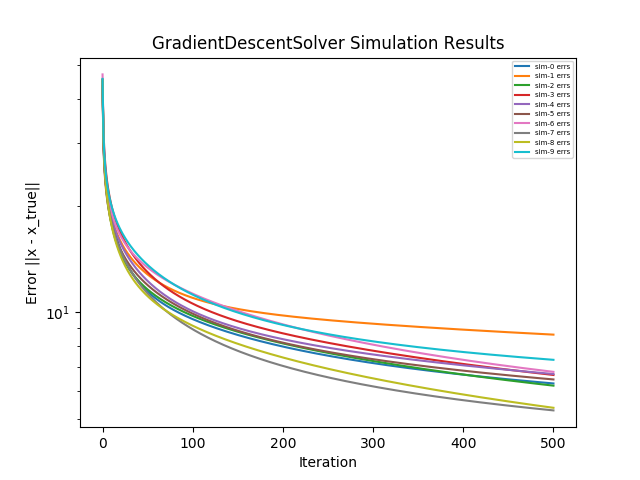 GradientDescentSolver Simulation Results
sim-0 errs
sim-1 errs
sim-2 errs
sim-3 errs
sim-4 errs
sim-5 errs
sim-6 errs
sim-7 errs
sim-8 errs
sim-9 errs
Error ||x - x_true||
10¹
0 100 200 300 400 500
Iteration